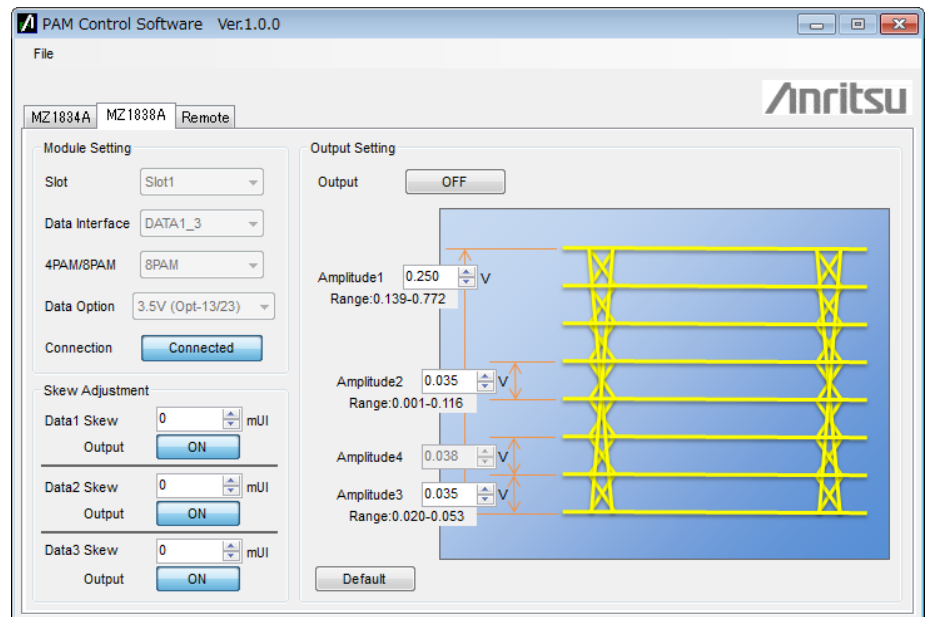 PAM Control Software Ver.1.0.0
File
Anritsu
MZ1834A MZ1838A Remote
Module Setting
Slot Slot1
Data Interface DATA1_3
4PAM/8PAM 8PAM
Data Option 3.5V (Opt-13/23)
Connection Connected
Skew Adjustment
Data1 Skew 0 mUI
Output ON
Data2 Skew 0 mUI
Output ON
Data3 Skew 0 mUI
Output ON
Output Setting
Output OFF
Amplitude1 0.250 V
Range:0.139-0.772
Amplitude2 0.035 V
Range:0.001-0.116
Amplitude4 0.038 V
Amplitude3 0.035 V
Range:0.020-0.053
Default